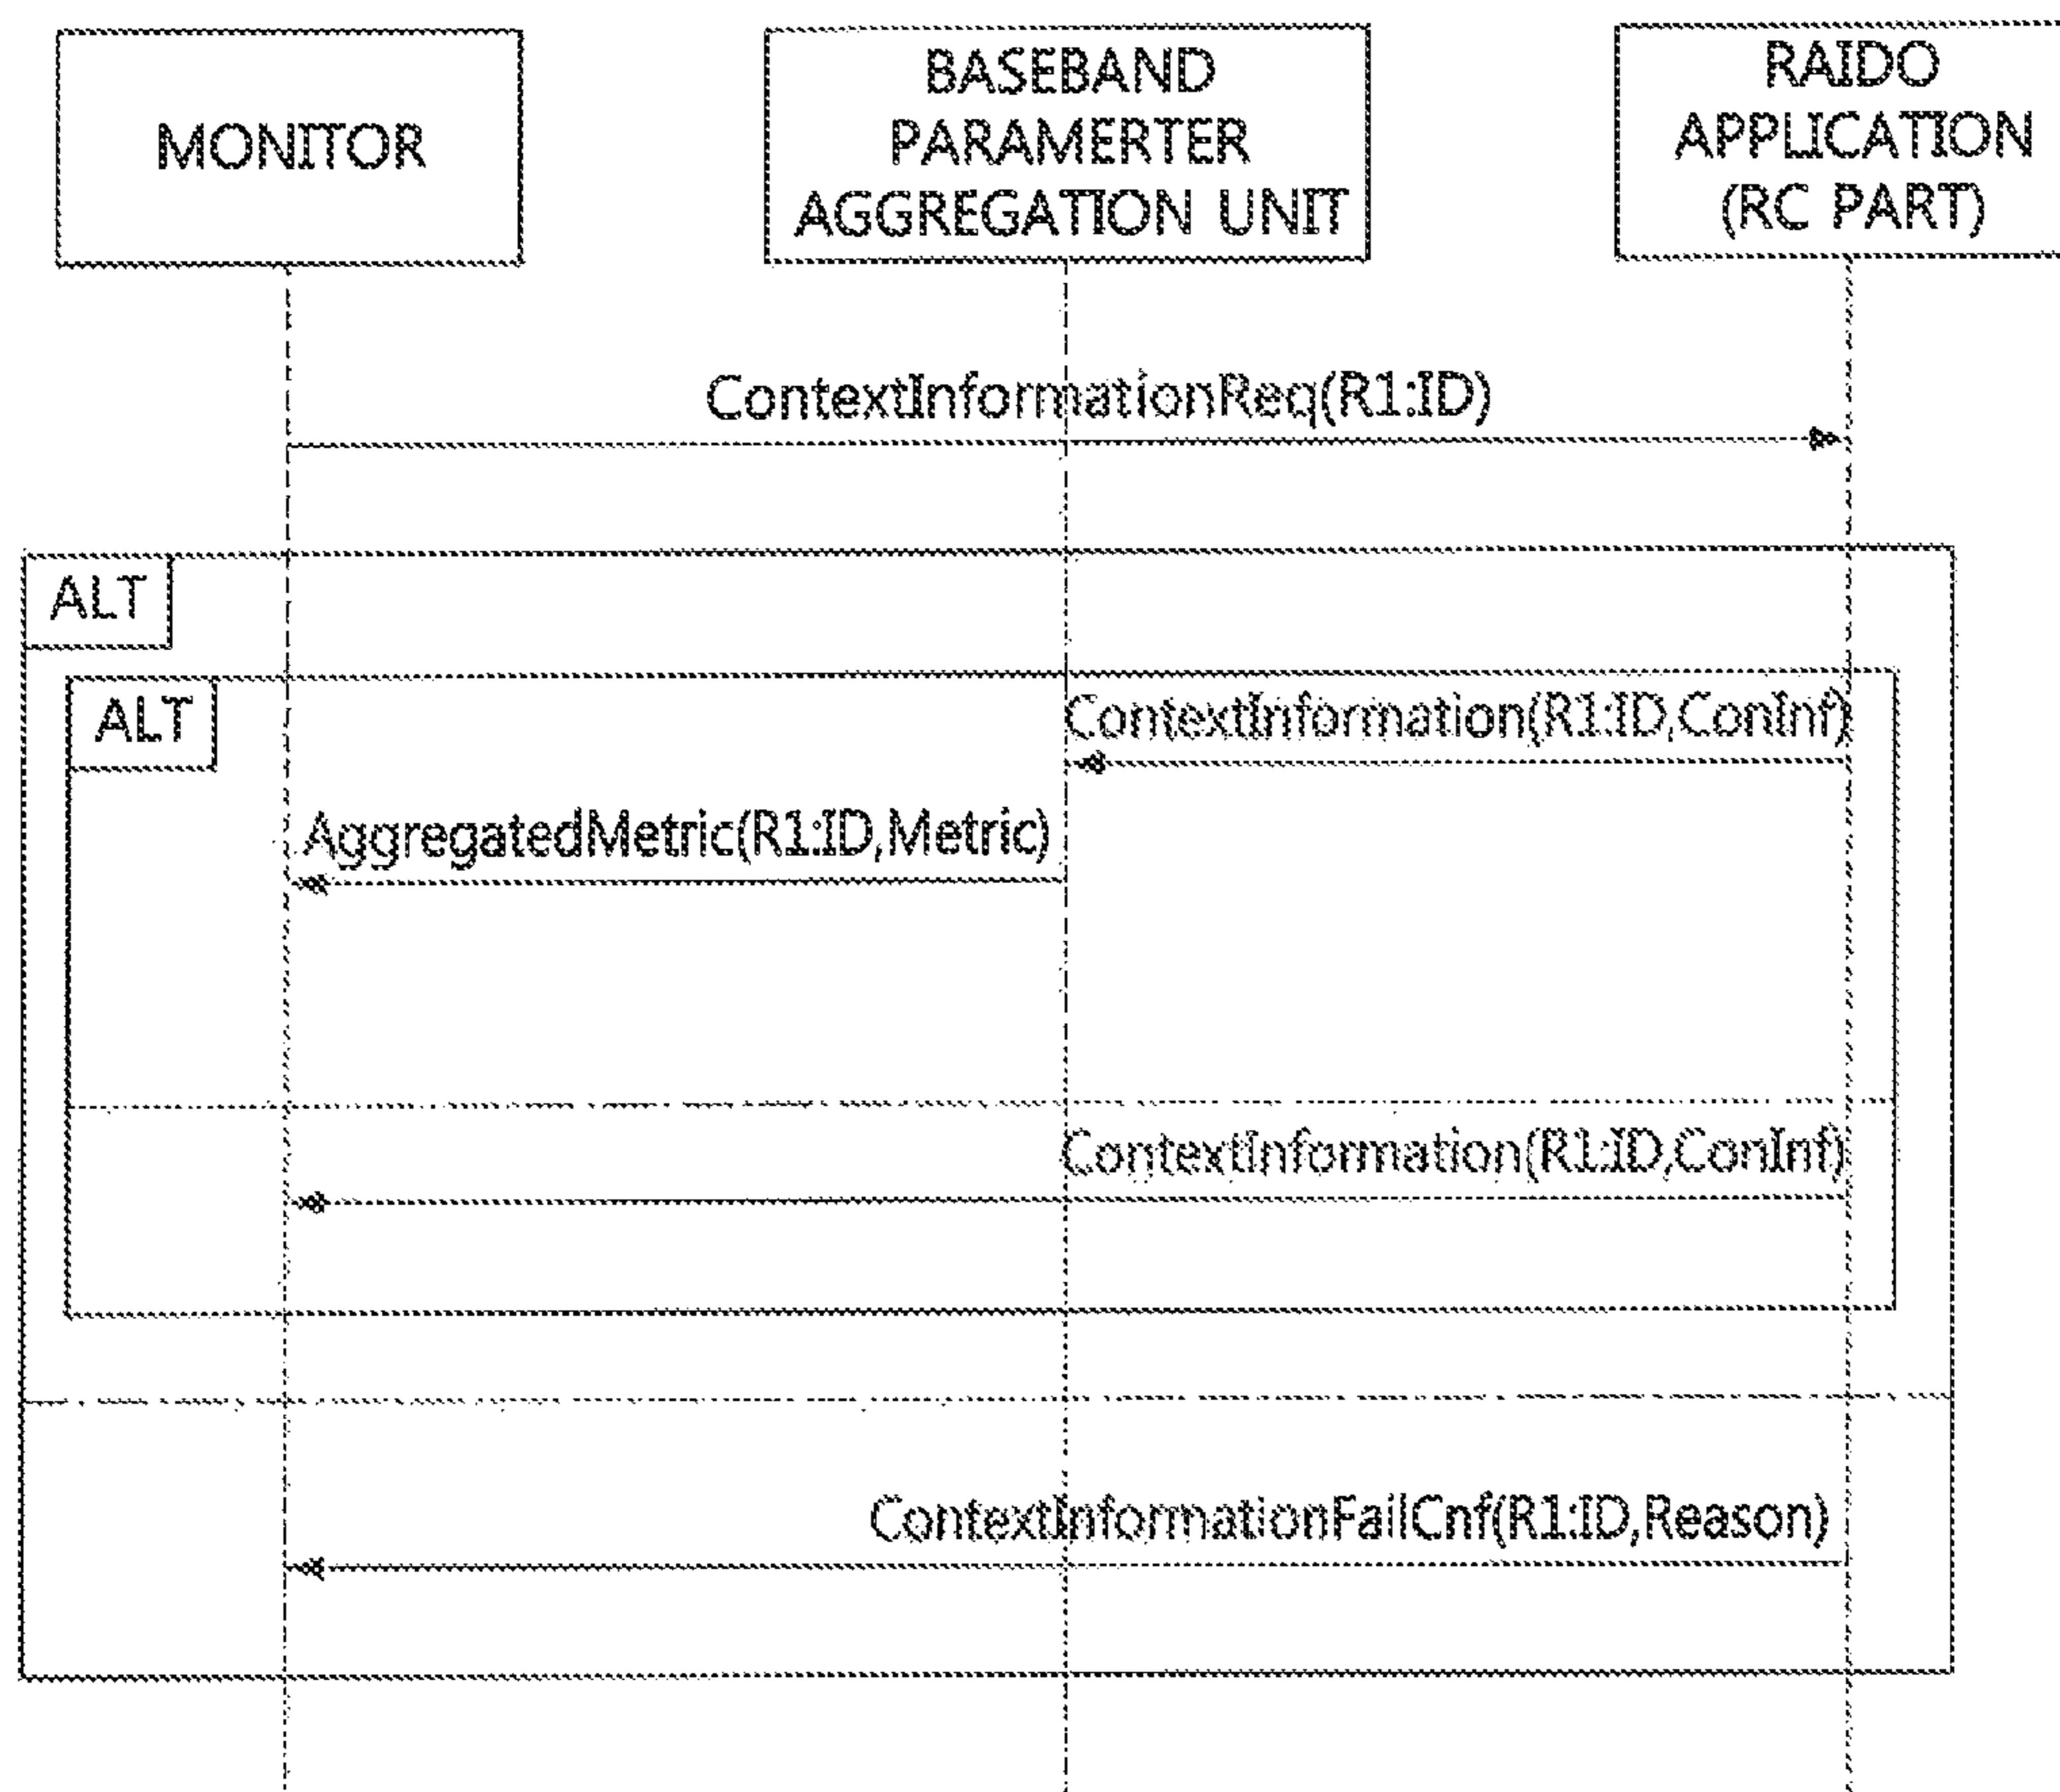 MONITOR
BASEBAND
PARAMERTER
AGGREGATION UNIT
RAIDO
APPLICATION
(RC PART)
ContextInformationReq(R1:ID)
ALT
ALT
ContextInformation(R1:ID,ConInf)
AggregatedMetric(R1:ID,Metric)
ContextInformation(R1:ID,ConInf)
ContextInformationFailCnf(R1:ID,Reason)